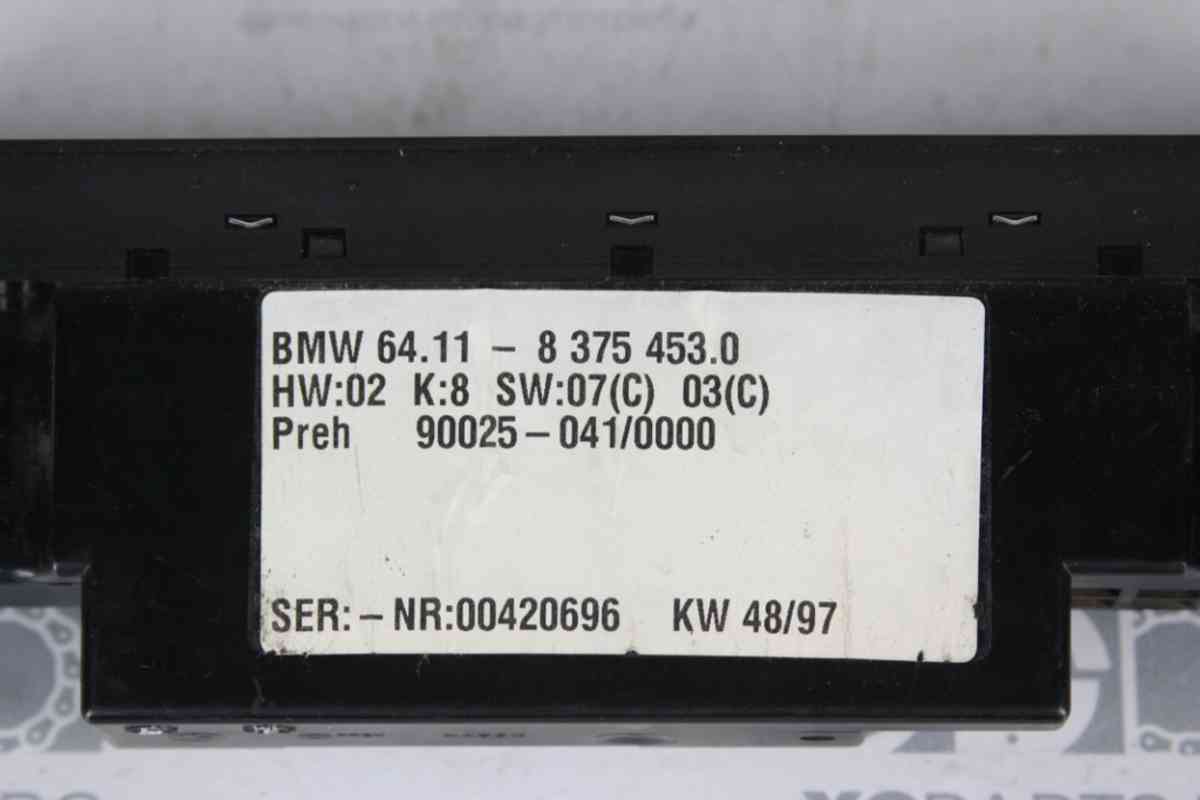 BMW 64.11 – 8 375 453.0
HW:02 K:8 SW:07(C) 03(C)
Preh 90025–041/0000
SER:–NR:00420696 KW 48/97